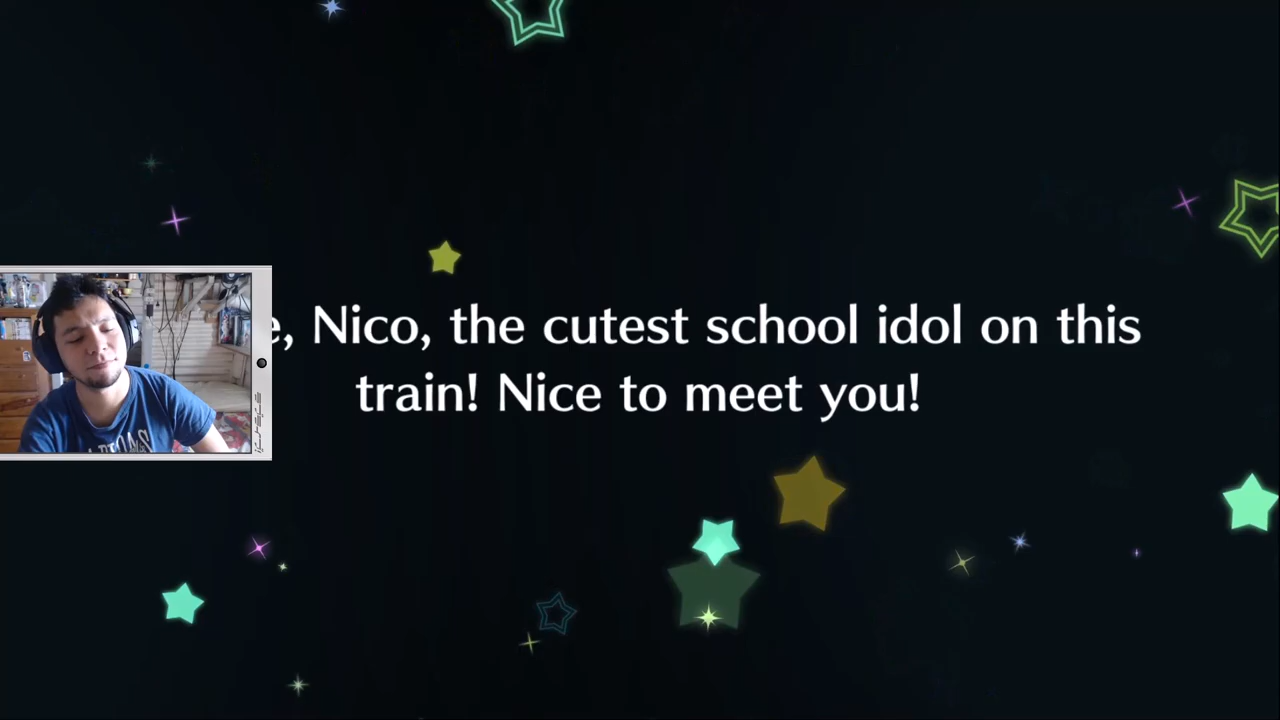 e, Nico, the cutest school idol on this
train! Nice to meet you!